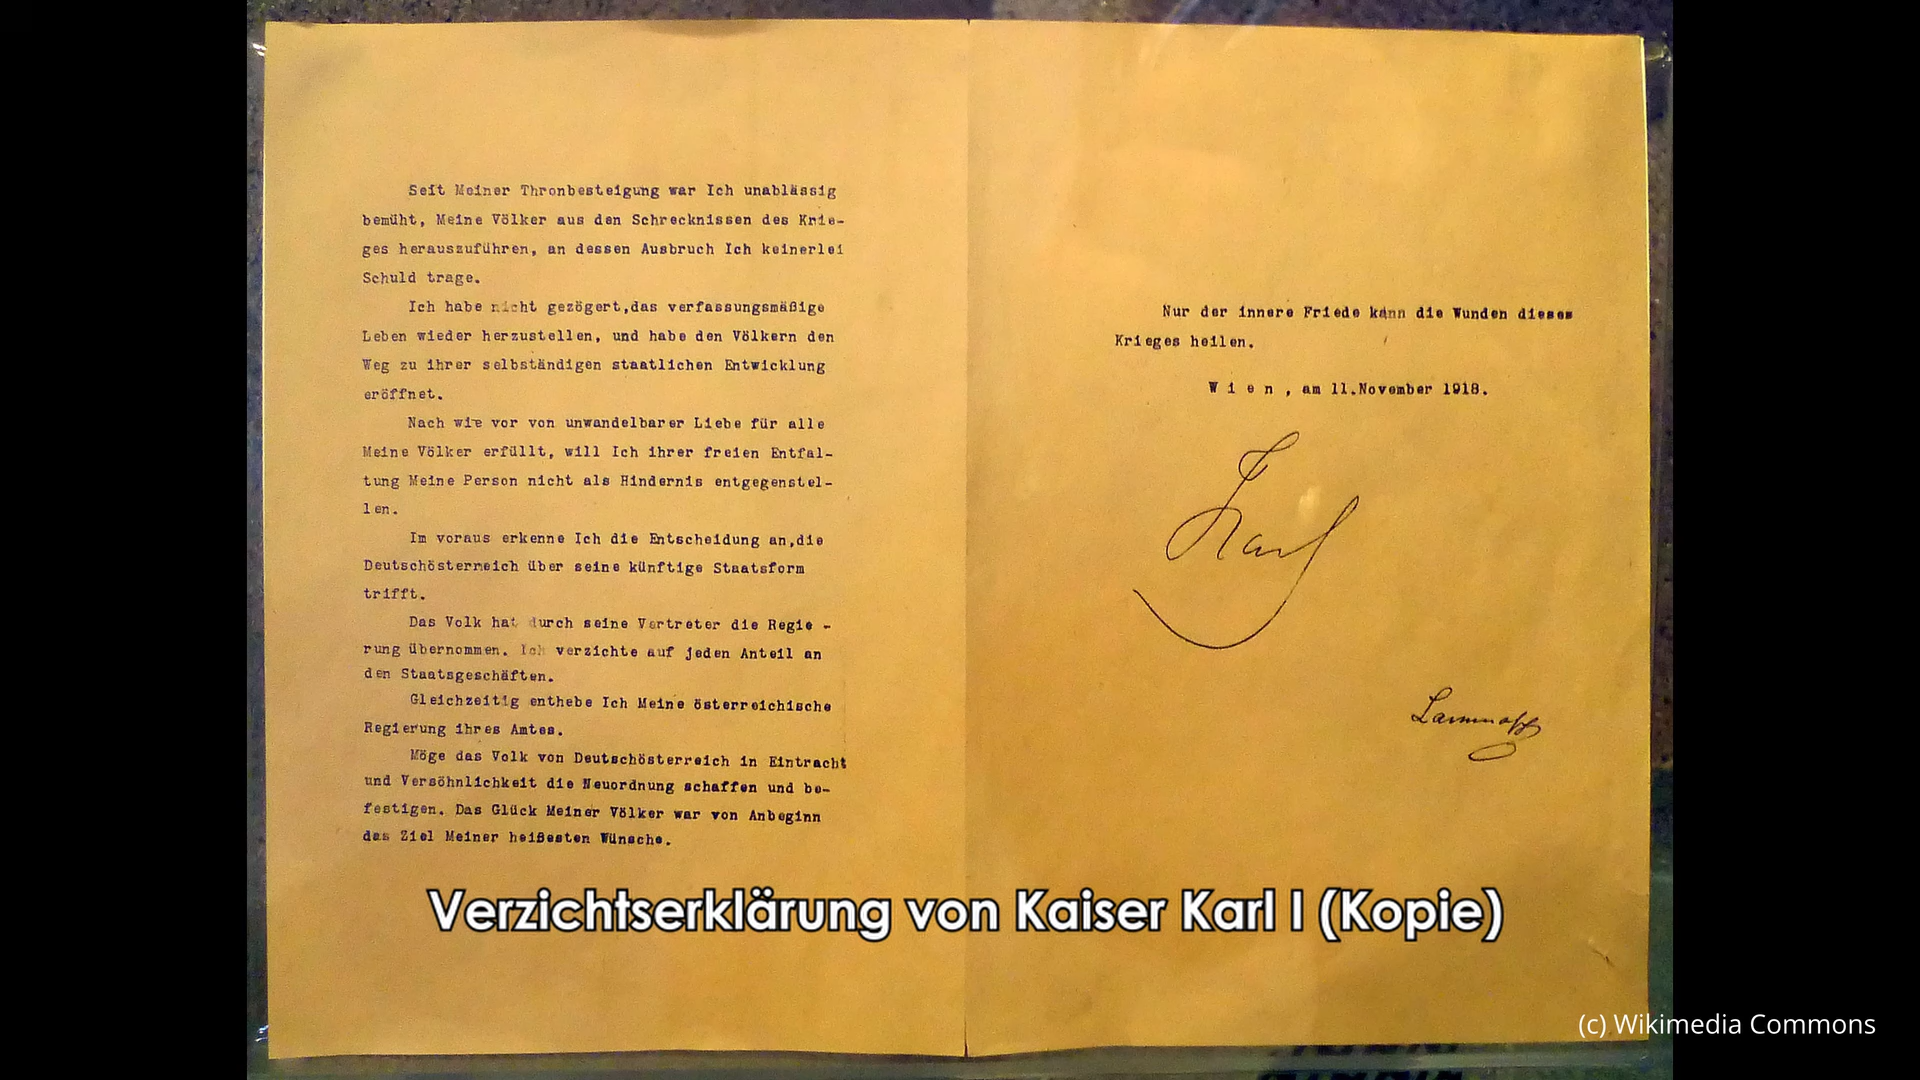 Seit Meiner Thronbesteigung war Ich unablässig
bemüht, Meine Völker aus den Schrecknissen des Krie-
ges herauszuführen, an dessen Ausbruch Ich keinerlei
Schuld trage.
Ich habe nicht gezögert,das verfassungsmäßige
Leben wieder herzustellen, und habe den Völkern den
Weg zu ihrer selbständigen staatlichen Entwicklung
eröffnet.
Nach wie vor von unwandelbarer Liebe für alle
Meine Völker erfüllt, will Ich ihrer freien Entfal-
tung Meine Person nicht als Hindernis entgegenstel-
len.
Im voraus erkenne Ich die Entscheidung an,die
Deutschösterreich über seine künftige Staatsform
trifft.
Das Volk hat durch seine Vertreter die Regie -
rung übernommen. Ich verzichte auf jeden Anteil an
den Staatsgeschäften.
Gleichzeitig enthebe Ich Meine österreichische
Regierung ihres Amtes.
Möge das Volk von Deutschösterreich in Eintracht
und Versöhnlichkeit die Neuordnung schaffen und be-
festigen. Das Glück Meiner Völker war von Anbeginn
das Ziel Meiner heißesten Wünsche.
Nur der innere Friede kann die Wunden dieses
Krieges heilen.
W i e n , am 11.November 1918.
Karl
Lammasch
Verzichtserklärung von Kaiser Karl I (Kopie)
(c) Wikimedia Commons